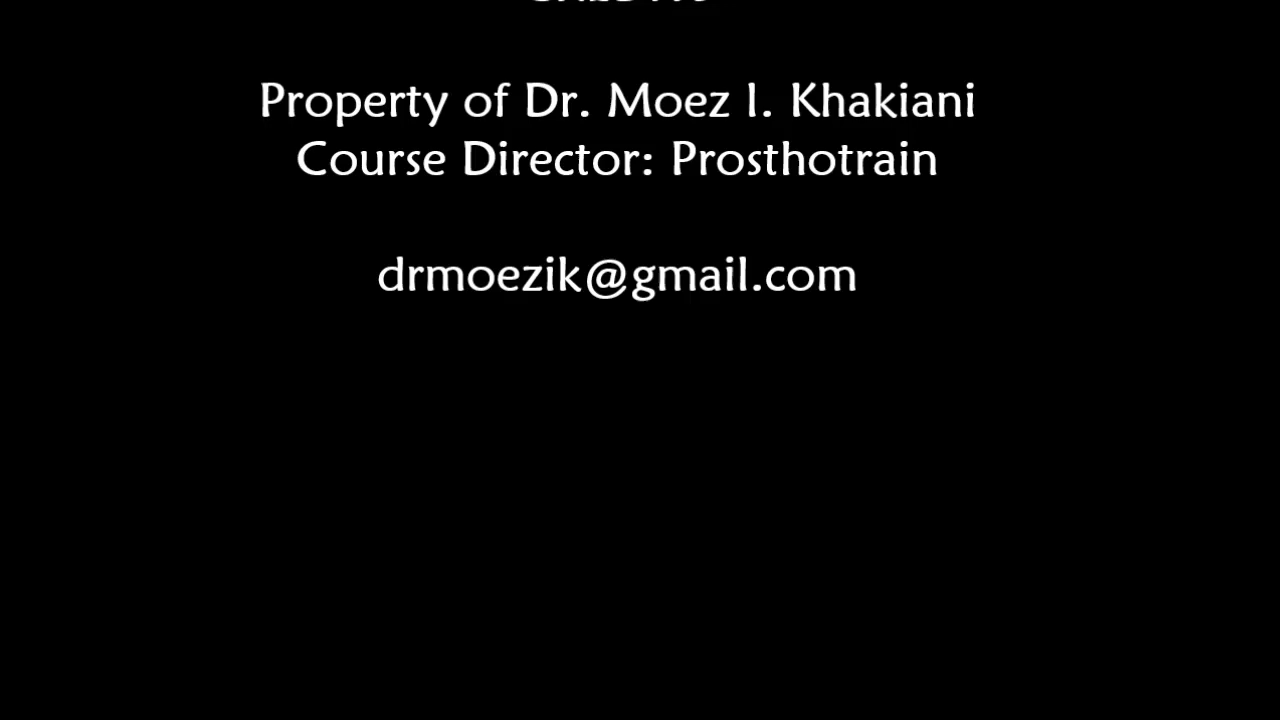 Property of Dr. Moez I. Khakiani
Course Director: Prosthotrain
drmoezik@gmail.com